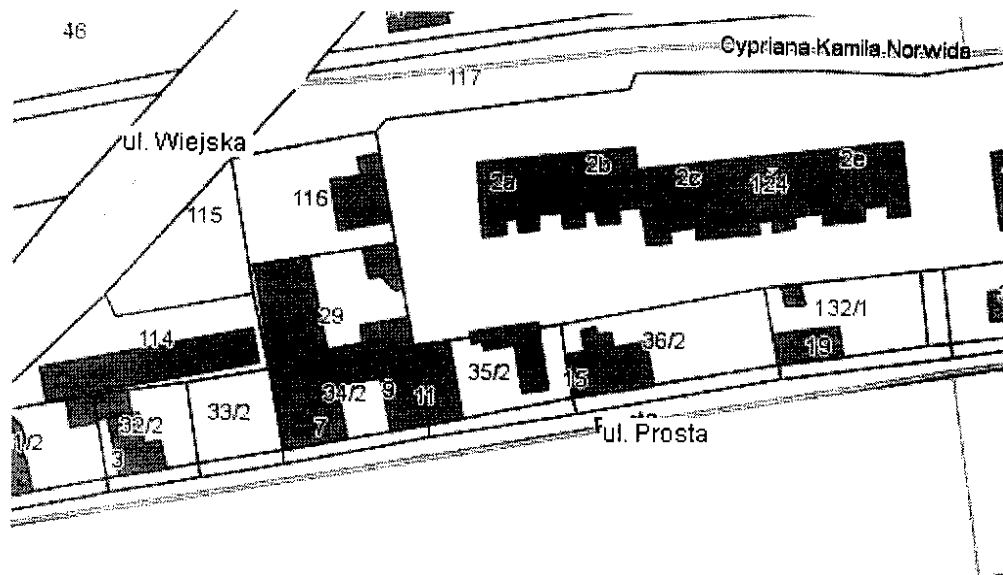 46
Cypriana Kamila Norwida
117
ul. Wiejska
2a
2b
2c
124
2e
116
115
29
132/1
114
36/2
19
35/2
15
34/2
9
11
33/2
32/2
7
1/2
3
ul. Prosta